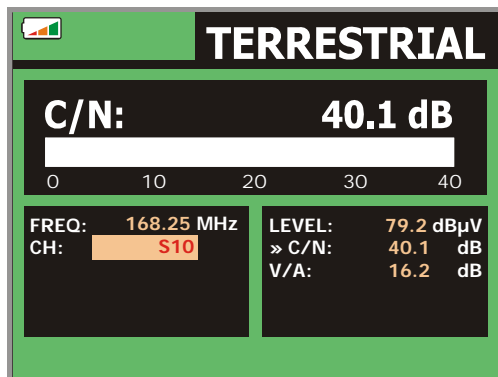 TERRESTRIAL
C/N: 40.1 dB
0 10 20 30 40
FREQ: 168.25 MHz
CH: S10
LEVEL: 79.2 dBµV
» C/N: 40.1 dB
V/A: 16.2 dB